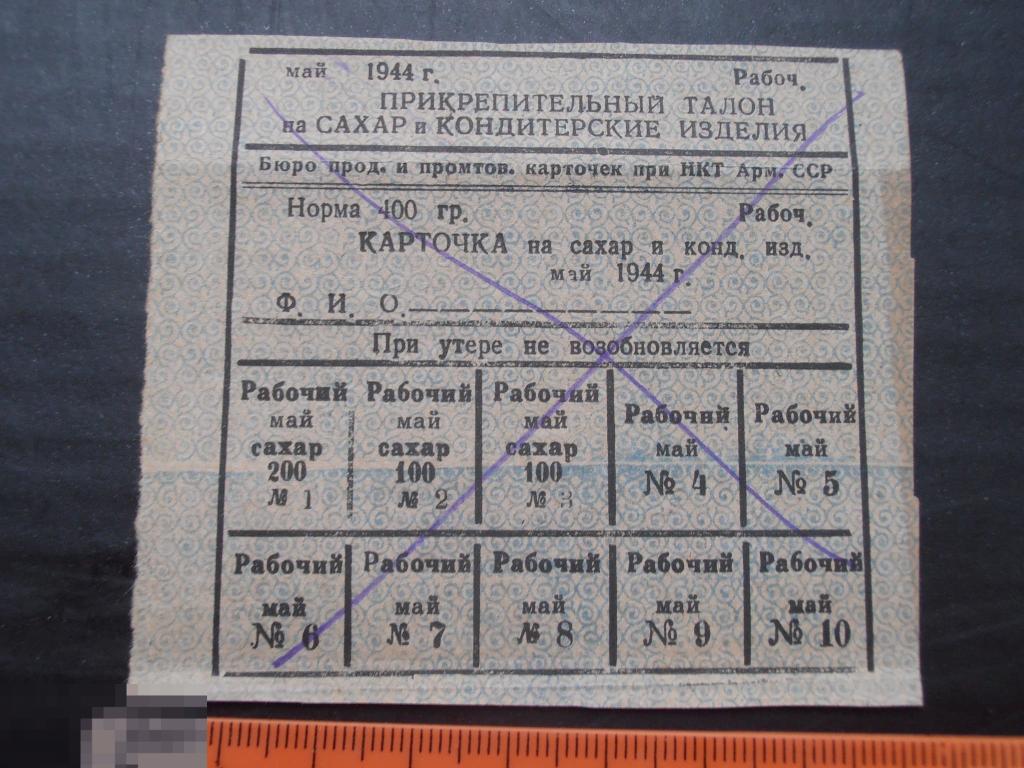 май 1944 г. Рабоч.
ПРИКРЕПИТЕЛЬНЫЙ ТАЛОН
на САХАР и КОНДИТЕРСКИЕ ИЗДЕЛИЯ
Бюро прод. и промтов. карточек при НКТ Арм. ССР
Норма 400 гр. Рабоч.
КАРТОЧКА на сахар и конд. изд.
май 1944 г.
Ф. И. О.
При утере не возобновляется
Рабочий
май
сахар
200
№ 1
Рабочий
май
сахар
100
№ 2
Рабочий
май
сахар
100
№ 3
Рабочий
май
№ 4
Рабочий
май
№ 5
Рабочий
май
№ 6
Рабочий
май
№ 7
Рабочий
май
№ 8
Рабочий
май
№ 9
Рабочий
май
№ 10